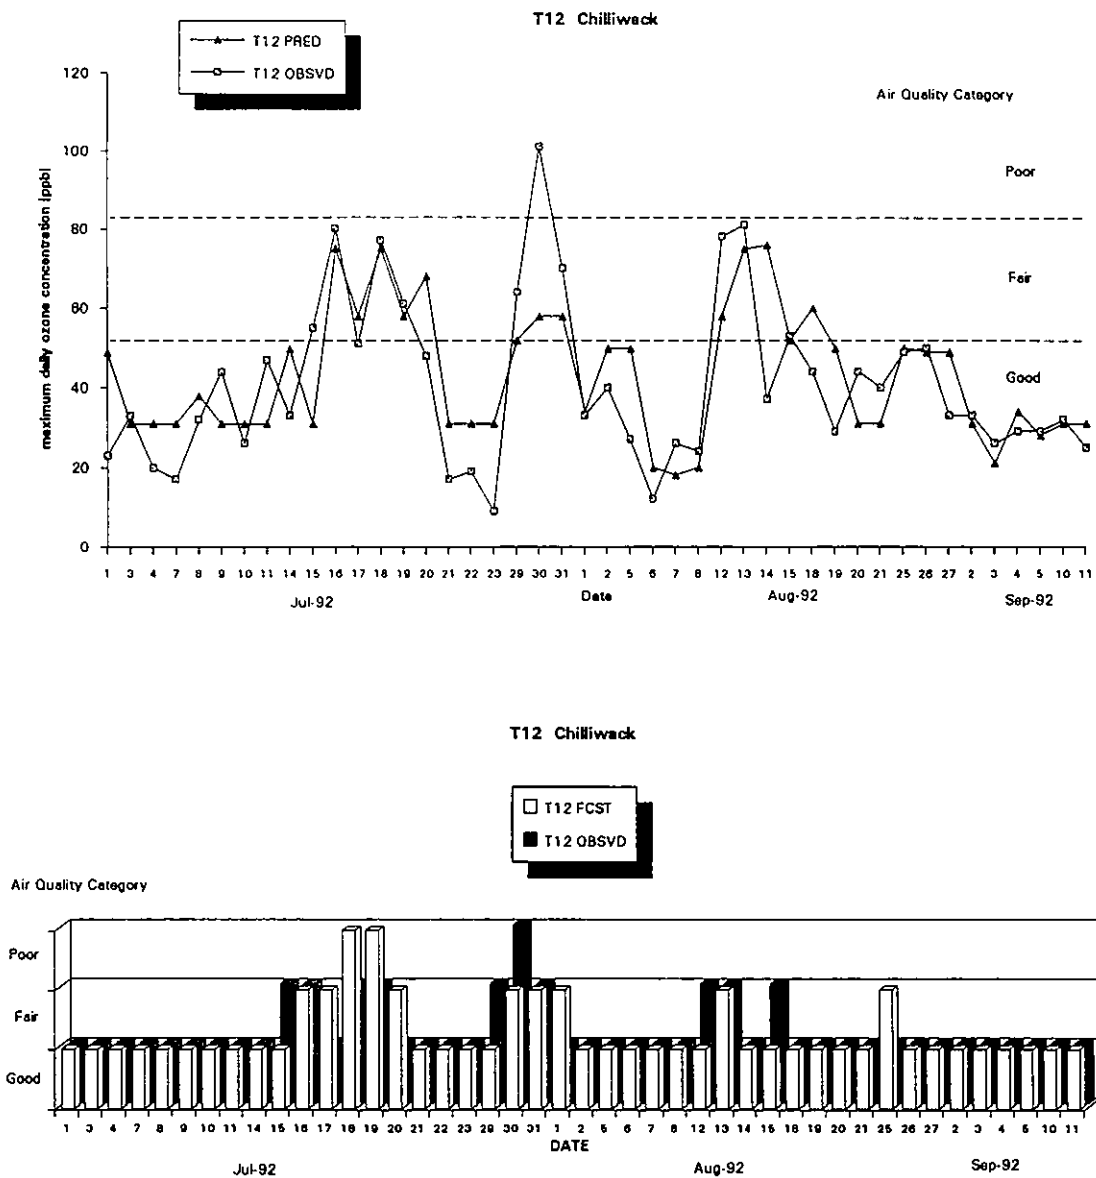 T12 Chilliwack
T12 PRED
T12 OBSVD
Air Quality Category
maximum daily ozone concentration (ppb)
120
100
80
60
40
20
0
Poor
Fair
Good
1 3 4 7 8 9 10 11 14 15 16 17 18 19 20 21 22 23 29 30 31 1 2 5 6 7 8 12 13 14 15 18 19 20 21 25 26 27 2 3 4 5 10 11
Jul-92 Date Aug-92 Sep-92
T12 Chilliwack
T12 FCST
T12 OBSVD
Air Quality Category
Poor
Fair
Good
1 3 4 7 8 9 10 11 14 15 16 17 18 19 20 21 22 23 29 30 31 1 2 5 6 7 8 12 13 14 15 18 19 20 21 25 26 27 2 3 4 5 10 11
DATE
Jul-92 Aug-92 Sep-92